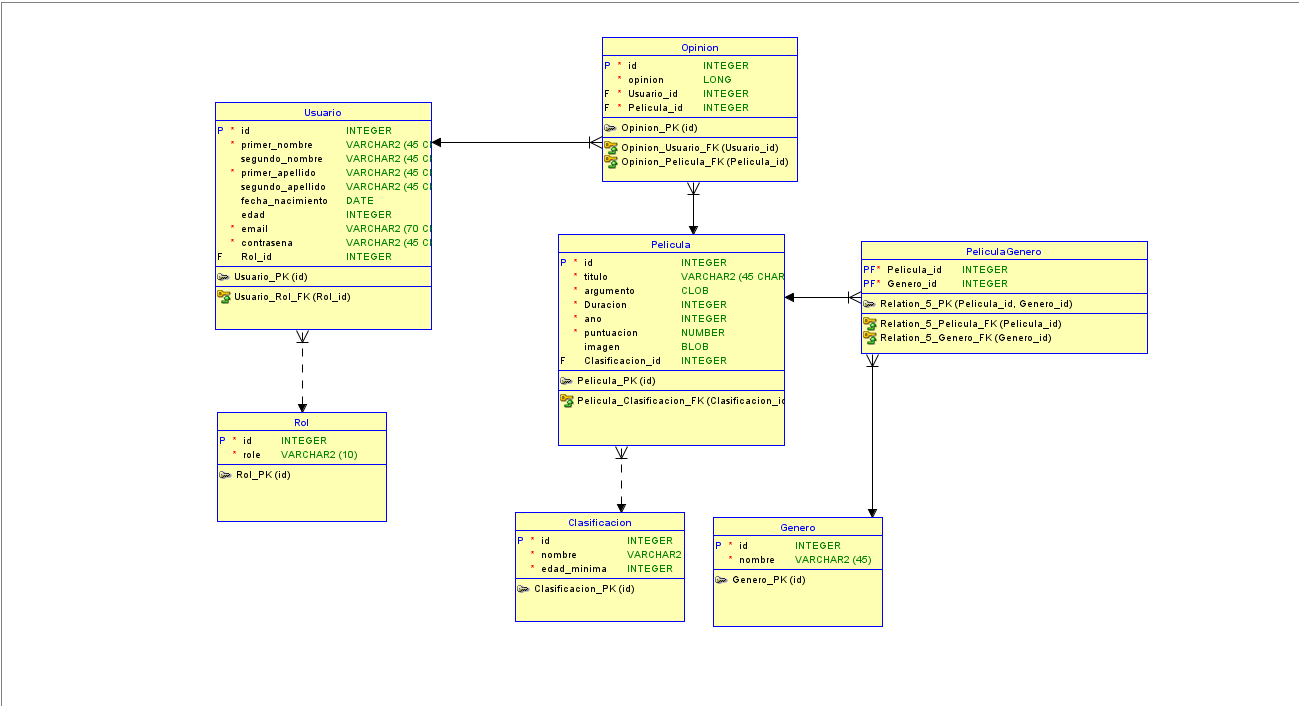 Opinion
P * id INTEGER
* opinion LONG
F * Usuario_id INTEGER
F * Pelicula_id INTEGER
Opinion_PK (id)
Opinion_Usuario_FK (Usuario_id)
Opinion_Pelicula_FK (Pelicula_id)
Usuario
P * id INTEGER
* primer_nombre VARCHAR2 (45 C
segundo_nombre VARCHAR2 (45 C
* primer_apellido VARCHAR2 (45 C
segundo_apellido VARCHAR2 (45 C
fecha_nacimiento DATE
edad INTEGER
* email VARCHAR2 (70 C
* contrasena VARCHAR2 (45 C
F Rol_id INTEGER
Usuario_PK (id)
Usuario_Rol_FK (Rol_id)
Pelicula
P * id INTEGER
* titulo VARCHAR2 (45 CHAR
* argumento CLOB
* Duracion INTEGER
* ano INTEGER
* puntuacion NUMBER
imagen BLOB
F Clasificacion_id INTEGER
Pelicula_PK (id)
Pelicula_Clasificacion_FK (Clasificacion_id
PeliculaGenero
PF* Pelicula_id INTEGER
PF* Genero_id INTEGER
Relation_5_PK (Pelicula_id, Genero_id)
Relation_5_Pelicula_FK (Pelicula_id)
Relation_5_Genero_FK (Genero_id)
Rol
P * id INTEGER
* role VARCHAR2 (10)
Rol_PK (id)
Clasificacion
P * id INTEGER
* nombre VARCHAR2
* edad_minima INTEGER
Clasificacion_PK (id)
Genero
P * id INTEGER
* nombre VARCHAR2 (45)
Genero_PK (id)